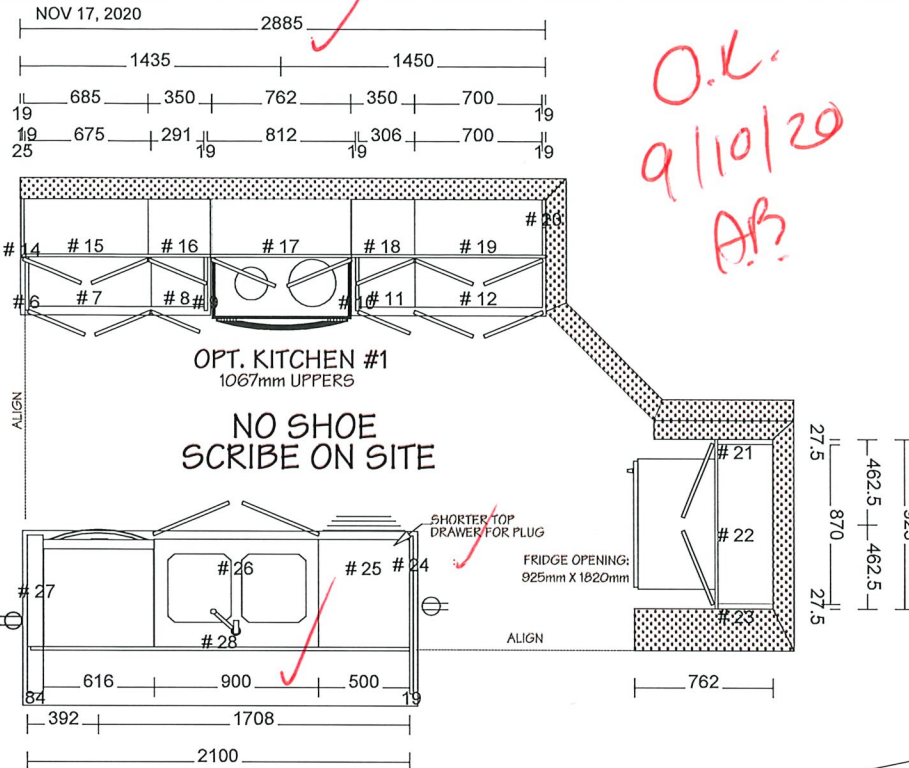 NOV 17, 2020
2885
1435 1450
685 350 762 350 700
19 19
19 675 291 812 306 700
25 19 19 19
O.K.
9/10/20
A.B.
# 20
# 14 # 15 # 16 # 17 # 18 # 19
#6 # 7 # 8 #9 # 10 # 11 # 12
OPT. KITCHEN #1
1067mm UPPERS
ALIGN
NO SHOE
SCRIBE ON SITE
# 21
27.5
462.5
870
# 22
462.5
27.5
# 23
SHORTER TOP
DRAWER FOR PLUG
FRIDGE OPENING:
925mm X 1820mm
# 26 # 25 # 24
# 27
# 28
ALIGN
616 900 500
84 19
762
392 1708
2100